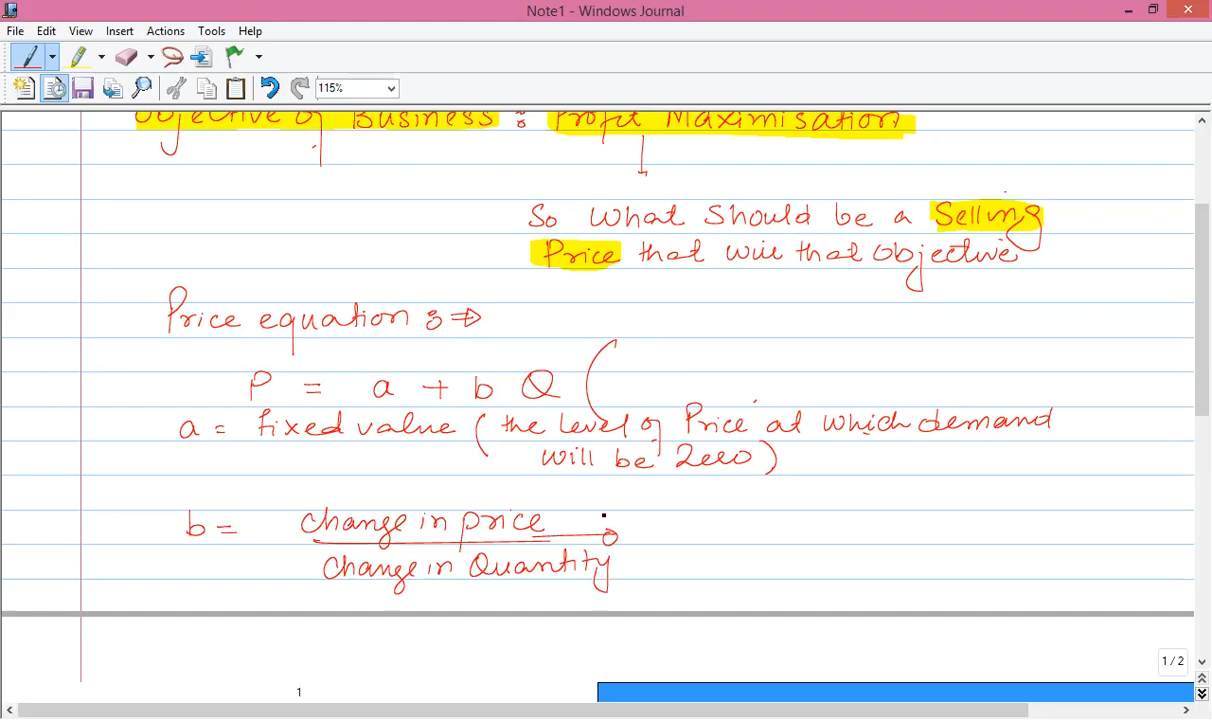 Note1 - Windows Journal
File Edit View Insert Actions Tools Help
115%
Objective of Business : Profit Maximisation
So What Should be a Selling
Price that will that Objective
Price equation :⇒
P = a + b Q (
a = fixed value ( the level of Price at which demand
will be Zero )
b = change in price
Change in Quantity
1 / 2
1